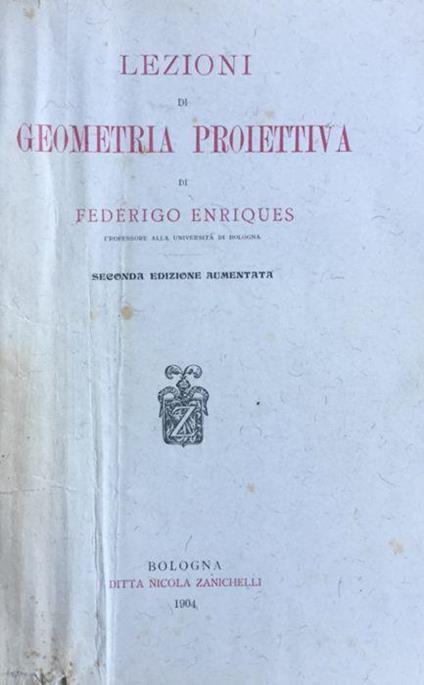 LEZIONI
DI
GEOMETRIA PROIETTIVA
DI
FEDERIGO ENRIQUES
PROFESSORE ALLA UNIVERSITÀ DI BOLOGNA
SECONDA EDIZIONE AUMENTATA
NZ
BOLOGNA
DITTA NICOLA ZANICHELLI
1904